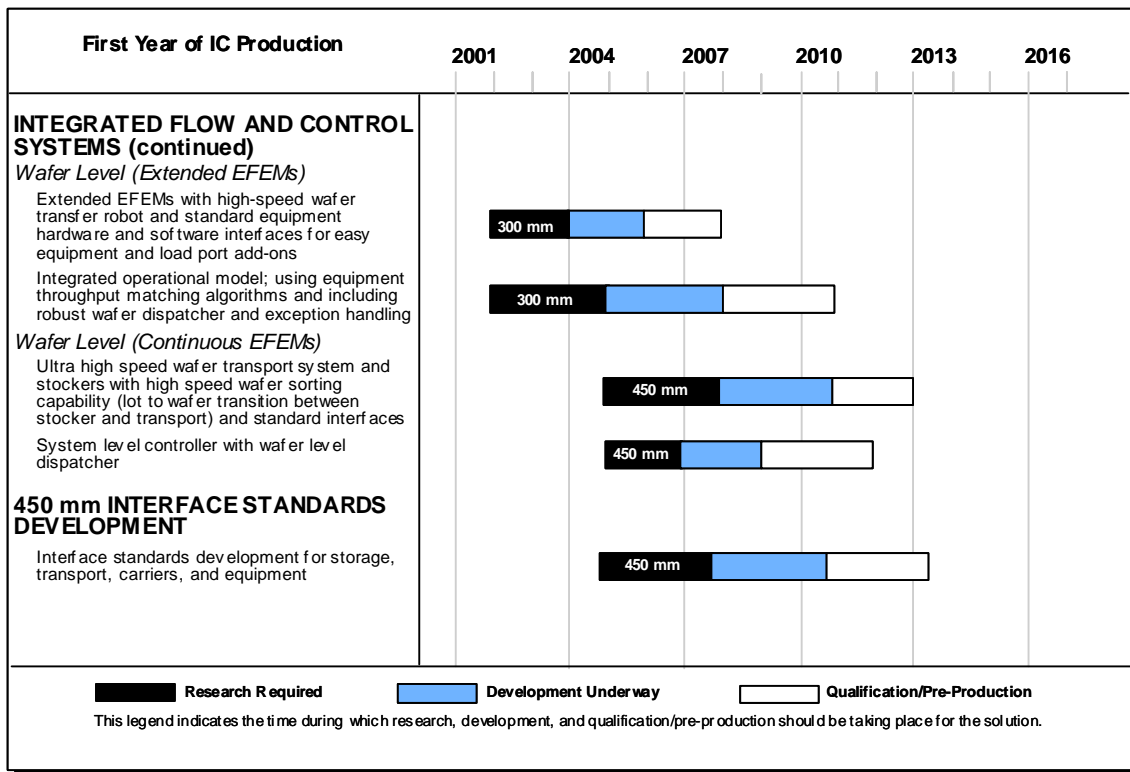 First Year of IC Production
2001 2004 2007 2010 2013 2016
INTEGRATED FLOW AND CONTROL
SYSTEMS (continued)
Wafer Level (Extended EFEMs)
Extended EFEMs with high-speed wafer
transfer robot and standard equipment
hardware and software interfaces for easy
equipment and load port add-ons
300 mm
Integrated operational model; using equipment
throughput matching algorithms and including
robust wafer dispatcher and exception handling
300 mm
Wafer Level (Continuous EFEMs)
Ultra high speed wafer transport system and
stockers with high speed wafer sorting
capability (lot to wafer transition between
stocker and transport) and standard interfaces
450 mm
System level controller with wafer level
dispatcher
450 mm
450 mm INTERFACE STANDARDS
DEVELOPMENT
Interface standards development for storage,
transport, carriers, and equipment
450 mm
Research Required Development Underway Qualification/Pre-Production
This legend indicates the time during which research, development, and qualification/pre-production should be taking place for the solution.